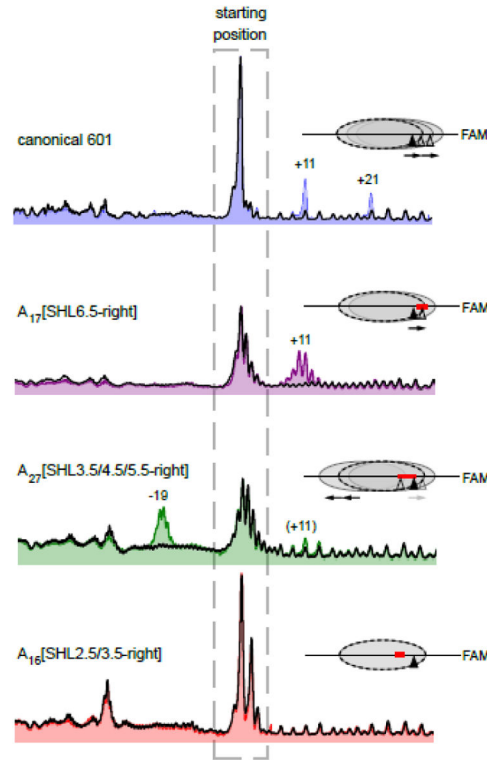 starting
position
canonical 601
FAM
+11
+21
A17[SHL6.5-right]
FAM
+11
A27[SHL3.5/4.5/5.5-right]
FAM
-19
(+11)
A16[SHL2.5/3.5-right]
FAM